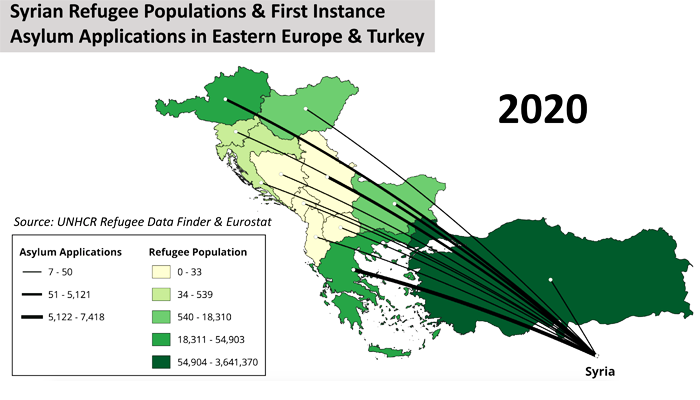 Syrian Refugee Populations & First Instance
Asylum Applications in Eastern Europe & Turkey
2020
Source: UNHCR Refugee Data Finder & Eurostat
Asylum Applications
7 - 50
51 - 5,121
5,122 - 7,418
Refugee Population
0 - 33
34 - 539
540 - 18,310
18,311 - 54,903
54,904 - 3,641,370
Syria